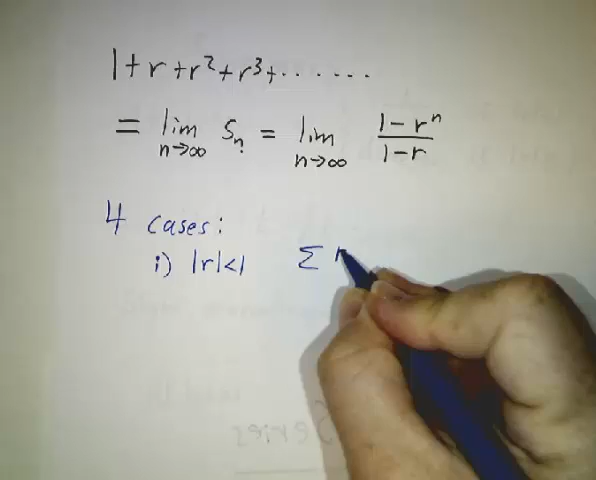 1 + r + r² + r³ + .......
= lim n→∞ Sₙ = lim n→∞ (1 - rⁿ)/(1 - r)
4 cases:
i) |r|<1 Σ